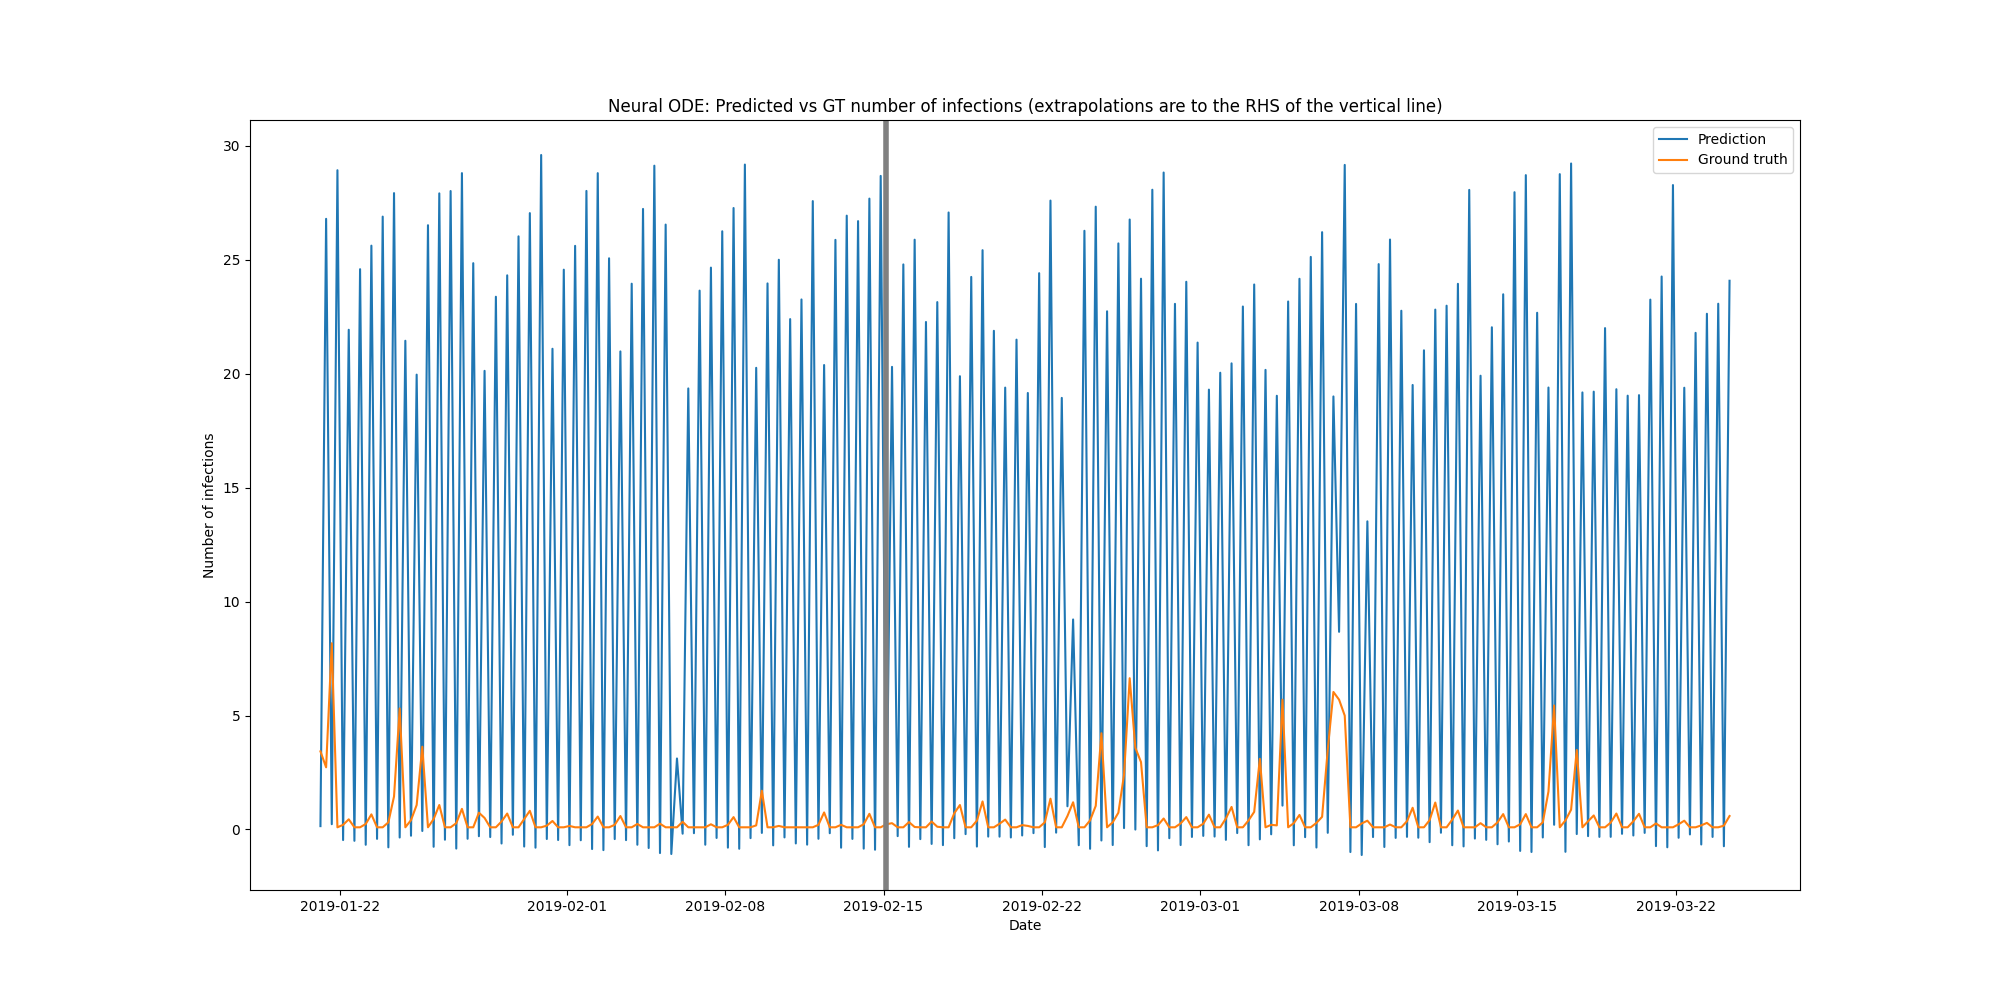 Neural ODE: Predicted vs GT number of infections (extrapolations are to the RHS of the vertical line)
Prediction
Ground truth
30
25
20
15
10
5
0
Number of infections
2019-01-22 2019-02-01 2019-02-08 2019-02-15 2019-02-22 2019-03-01 2019-03-08 2019-03-15 2019-03-22
Date